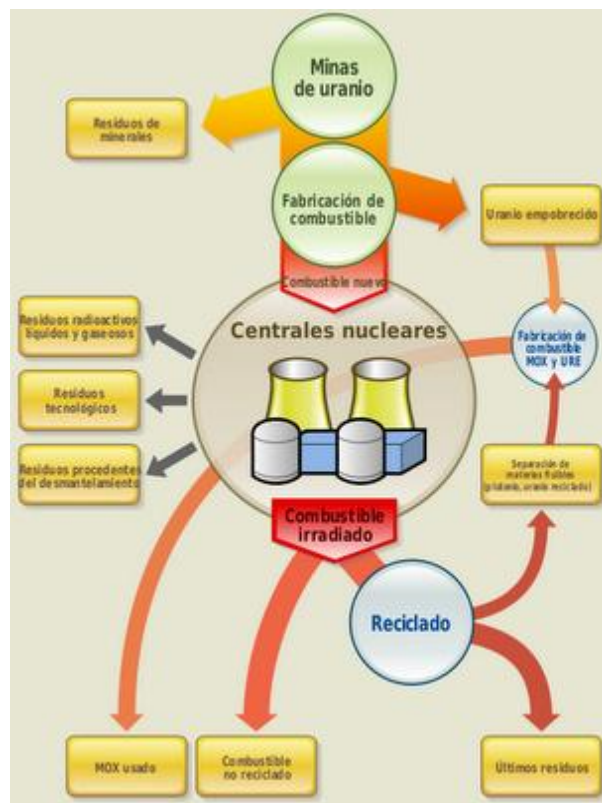 Minas
de uranio
Residuos de
minerales
Fabricación de
combustible
Uranio empobrecido
Combustible nuevo
Residuos radioactivos
líquidos y gaseosos
Centrales nucleares
Fabricación de
combustible
MOX y URE
Residuos
tecnológicos
Residuos procedentes
del desmantelamiento
Separación de
materias fisibles
(plutonio, uranio reciclado)
Combustible
irradiado
Reciclado
MOX usado
Combustible
no reciclado
Últimos residuos